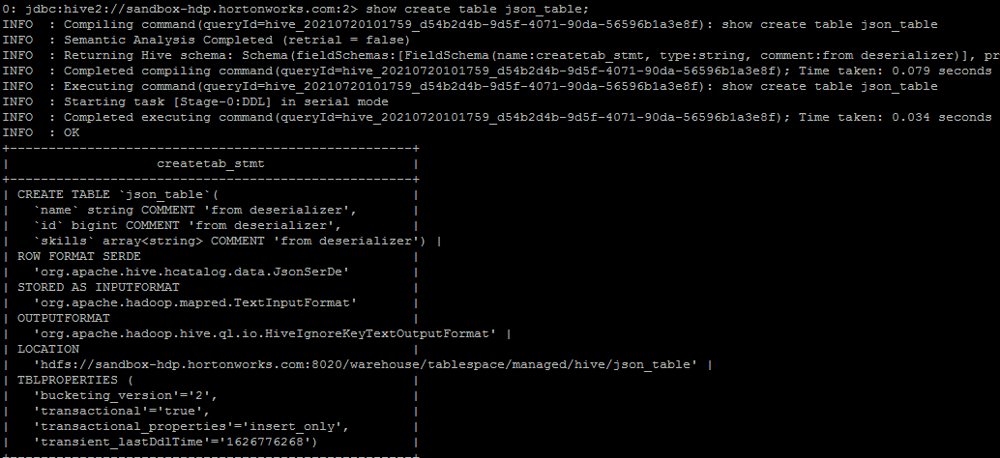 0: jdbc:hive2://sandbox-hdp.hortonworks.com:2> show create table json_table;
INFO  : Compiling command(queryId=hive_20210720101759_d54b2d4b-9d5f-4071-90da-56596b1a3e8f): show create table json_table
INFO  : Semantic Analysis Completed (retrial = false)
INFO  : Returning Hive schema: Schema(fieldSchemas:[FieldSchema(name:createtab_stmt, type:string, comment:from deserializer)], pr
INFO  : Completed compiling command(queryId=hive_20210720101759_d54b2d4b-9d5f-4071-90da-56596b1a3e8f); Time taken: 0.079 seconds
INFO  : Executing command(queryId=hive_20210720101759_d54b2d4b-9d5f-4071-90da-56596b1a3e8f): show create table json_table
INFO  : Starting task [Stage-0:DDL] in serial mode
INFO  : Completed executing command(queryId=hive_20210720101759_d54b2d4b-9d5f-4071-90da-56596b1a3e8f); Time taken: 0.034 seconds
INFO  : OK
+----------------------------------------------------+
|                   createtab_stmt                   |
+----------------------------------------------------+
| CREATE TABLE `json_table`(                         |
|   `name` string COMMENT 'from deserializer',       |
|   `id` bigint COMMENT 'from deserializer',         |
|   `skills` array<string> COMMENT 'from deserializer') |
| ROW FORMAT SERDE                                   |
|   'org.apache.hive.hcatalog.data.JsonSerDe'        |
| STORED AS INPUTFORMAT                              |
|   'org.apache.hadoop.mapred.TextInputFormat'       |
| OUTPUTFORMAT                                       |
|   'org.apache.hadoop.hive.ql.io.HiveIgnoreKeyTextOutputFormat' |
| LOCATION                                           |
|   'hdfs://sandbox-hdp.hortonworks.com:8020/warehouse/tablespace/managed/hive/json_table' |
| TBLPROPERTIES (                                    |
|   'bucketing_version'='2',                         |
|   'transactional'='true',                          |
|   'transactional_properties'='insert_only',        |
|   'transient_lastDdlTime'='1626776268')            |
+----------------------------------------------------+